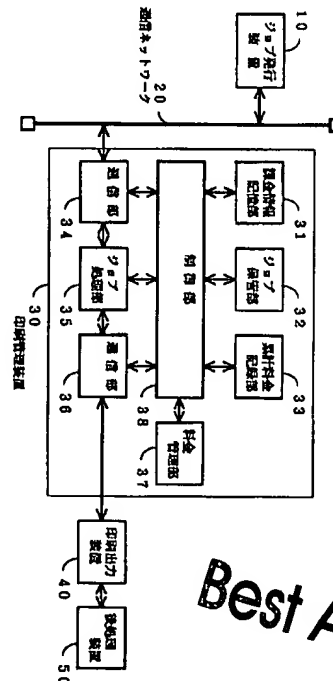 10
ジョブ発行
装置
20
通信ネットワーク
30
印刷管理装置
31
課金情報
記憶部
32
ジョブ
保管部
33
累計料金
記録部
34
通信部
35
ジョブ
処理部
36
通信部
37
料金
管理部
38
制御部
40
印刷出力
装置
50
後処理
装置
Best A